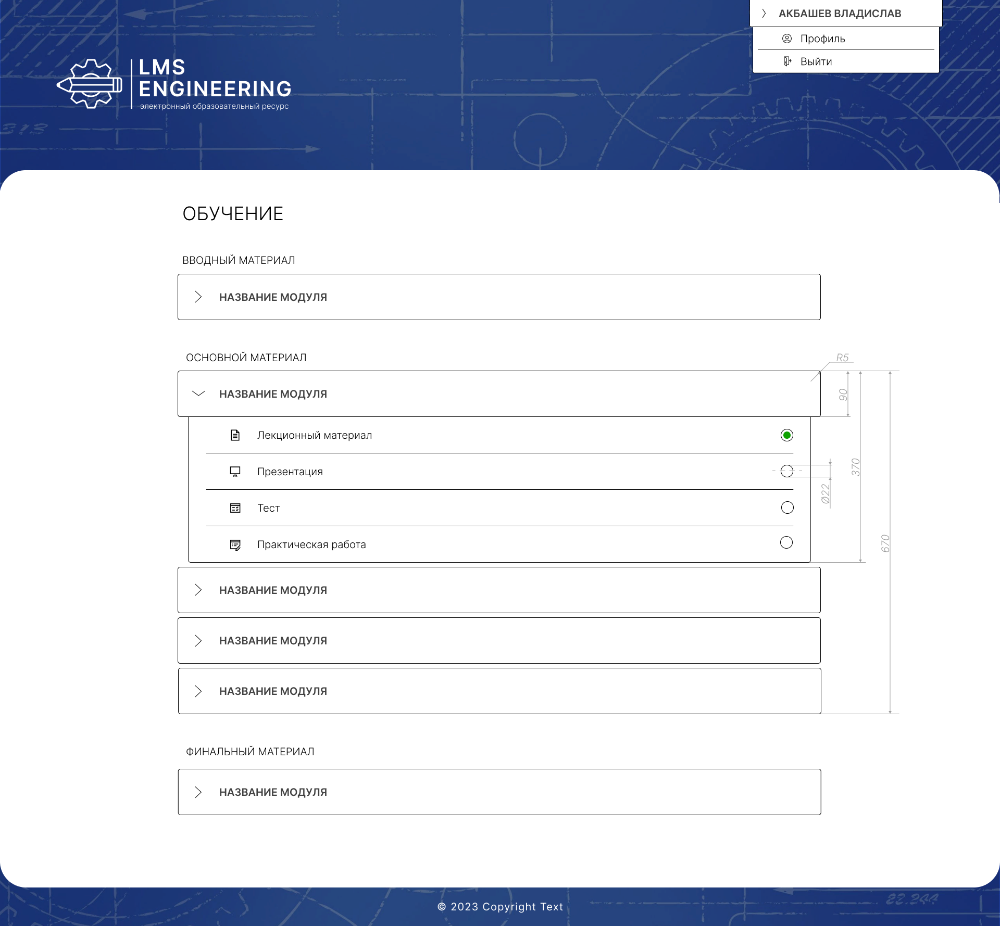 АКБАШЕВ ВЛАДИСЛАВ
Профиль
Выйти
LMS
ENGINEERING
электронный образовательный ресурс
313
ОБУЧЕНИЕ
ВВОДНЫЙ МАТЕРИАЛ
НАЗВАНИЕ МОДУЛЯ
ОСНОВНОЙ МАТЕРИАЛ
R5
НАЗВАНИЕ МОДУЛЯ
90
Лекционный материал
Презентация
370
Ø22
Тест
Практическая работа
670
НАЗВАНИЕ МОДУЛЯ
НАЗВАНИЕ МОДУЛЯ
НАЗВАНИЕ МОДУЛЯ
ФИНАЛЬНЫЙ МАТЕРИАЛ
НАЗВАНИЕ МОДУЛЯ
22.244
© 2023 Copyright Text